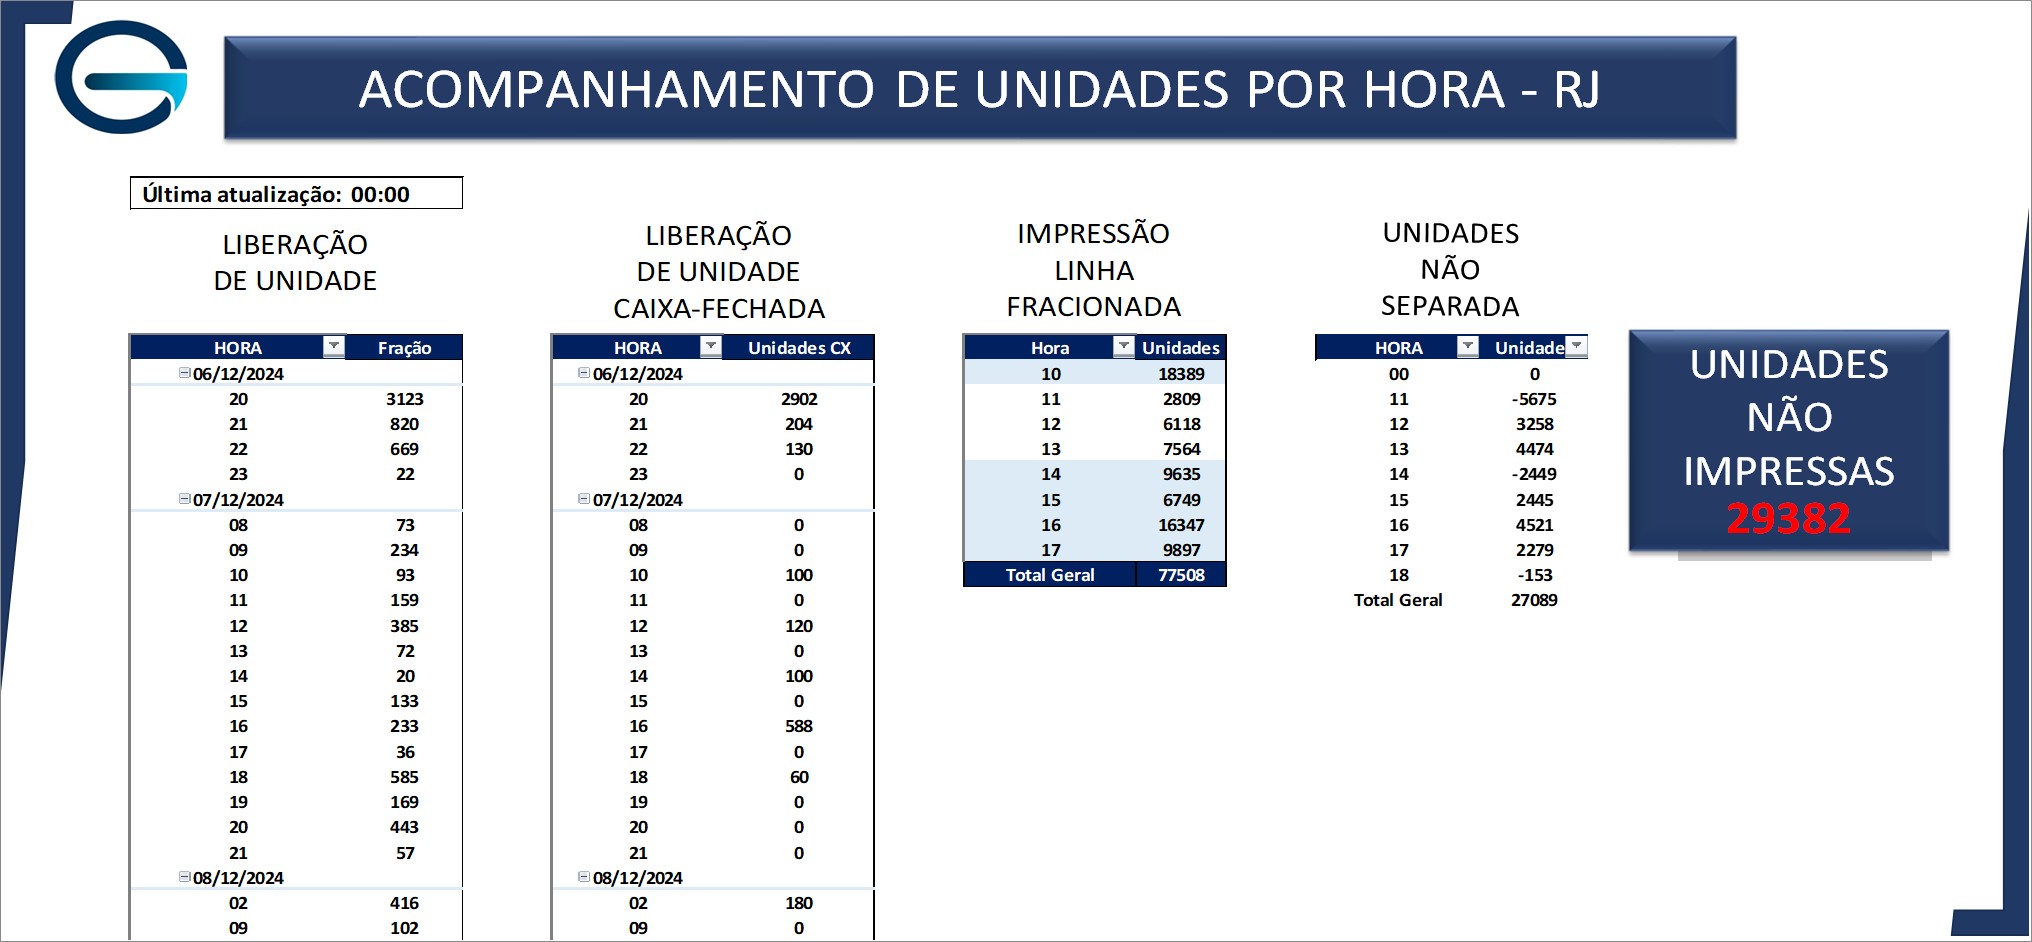 ACOMPANHAMENTO DE UNIDADES POR HORA - RJ
Última atualização: 00:00
LIBERAÇÃO
DE UNIDADE
HORA Fração
06/12/2024
20 3123
21 820
22 669
23 22
07/12/2024
08 73
09 234
10 93
11 159
12 385
13 72
14 20
15 133
16 233
17 36
18 585
19 169
20 443
21 57
08/12/2024
02 416
09 102
LIBERAÇÃO
DE UNIDADE
CAIXA-FECHADA
HORA Unidades CX
06/12/2024
20 2902
21 204
22 130
23 0
07/12/2024
08 0
09 0
10 100
11 0
12 120
13 0
14 100
15 0
16 588
17 0
18 60
19 0
20 0
21 0
08/12/2024
02 180
09 0
IMPRESSÃO
LINHA
FRACIONADA
Hora Unidades
10 18389
11 2809
12 6118
13 7564
14 9635
15 6749
16 16347
17 9897
Total Geral 77508
UNIDADES
NÃO
SEPARADA
HORA Unidade
00 0
11 -5675
12 3258
13 4474
14 -2449
15 2445
16 4521
17 2279
18 -153
Total Geral 27089
UNIDADES
NÃO
IMPRESSAS
29382